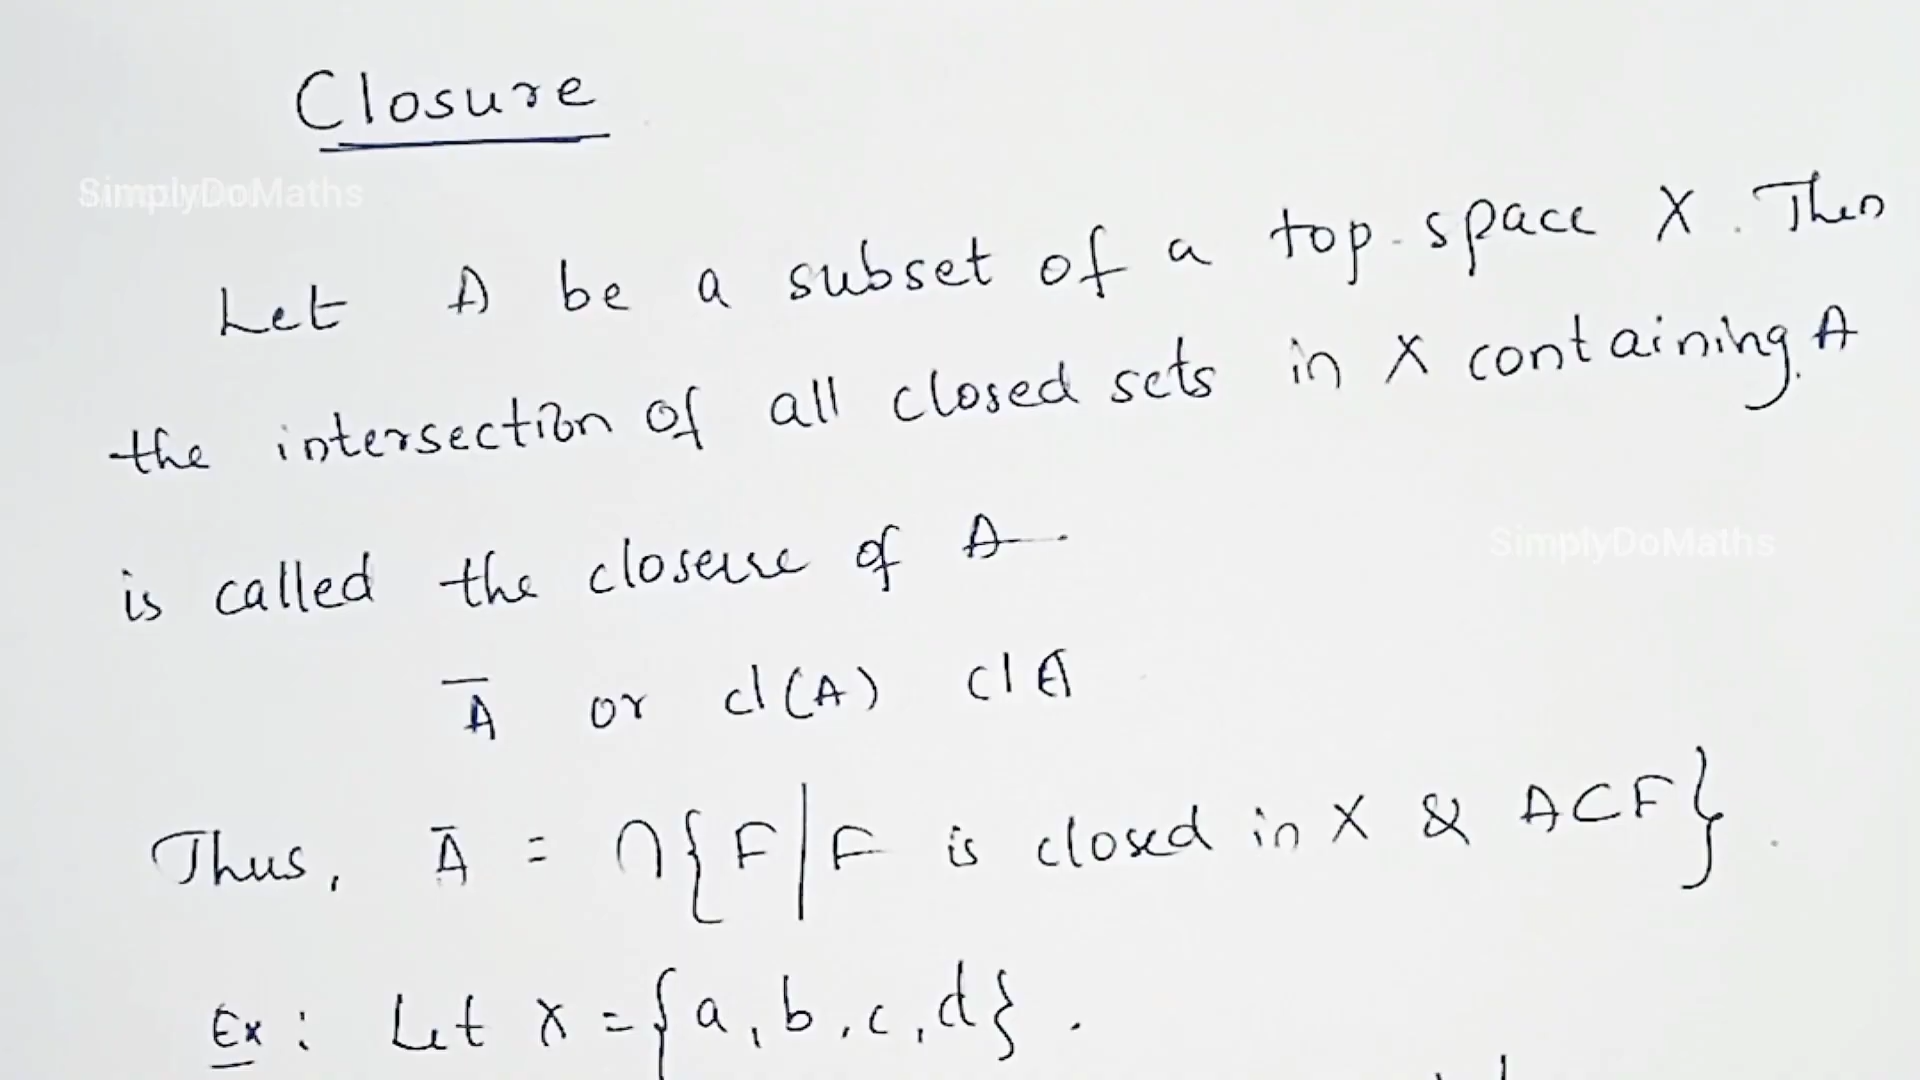 Closure
SimplyDoMaths
Let A be a subset of a top. space X. Then
the intersection of all closed sets in X containing A
is called the closure of A
SimplyDoMaths
A̅ or cl(A) cl A
Thus, A̅ = ∩{F|F is closed in X & A⊂F}.
Ex: Let X = {a, b, c, d}.